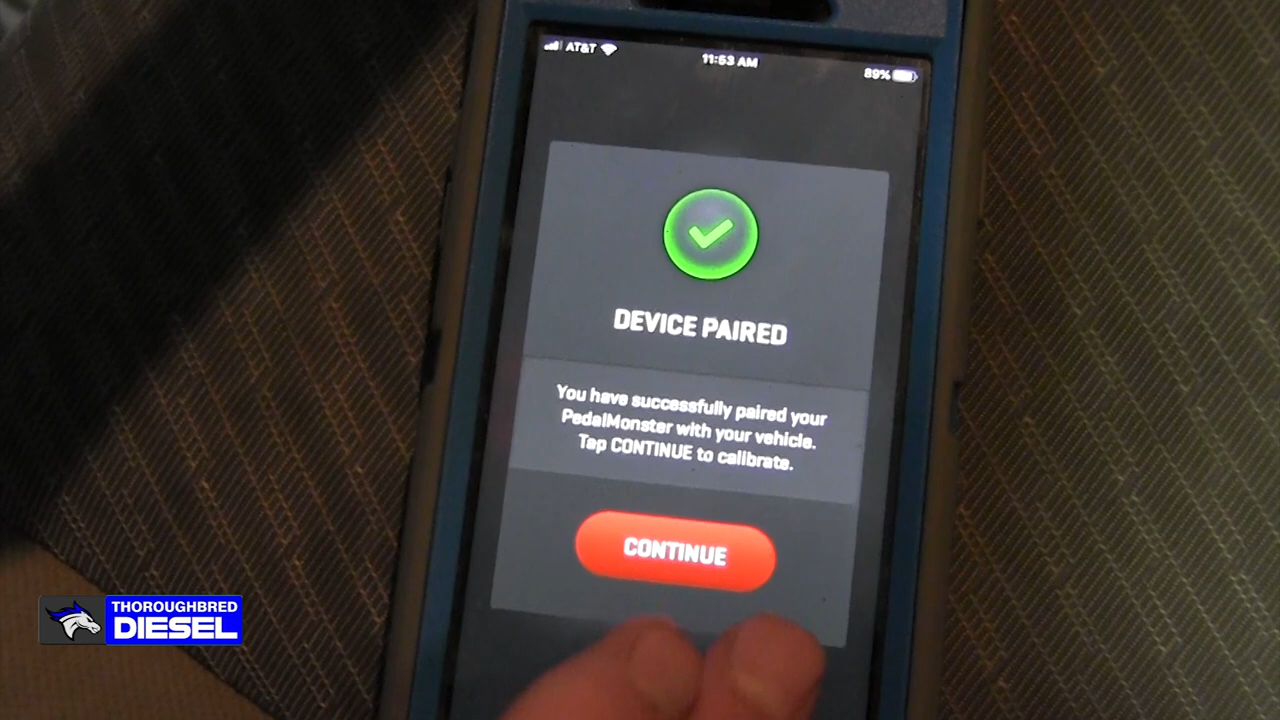 AT&T
11:53 AM
89%
DEVICE PAIRED
You have successfully paired your
PedalMonster with your vehicle.
Tap CONTINUE to calibrate.
CONTINUE
THOROUGHBRED
DIESEL